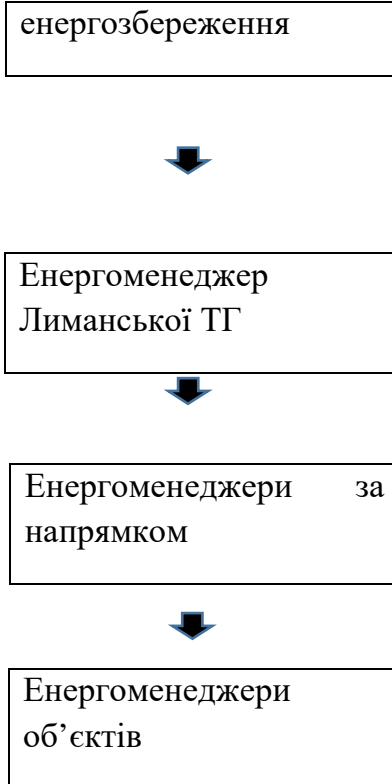 енергозбереження
Енергоменеджер
Лиманської ТГ
Енергоменеджери за
напрямком
Енергоменеджери
об’єктів